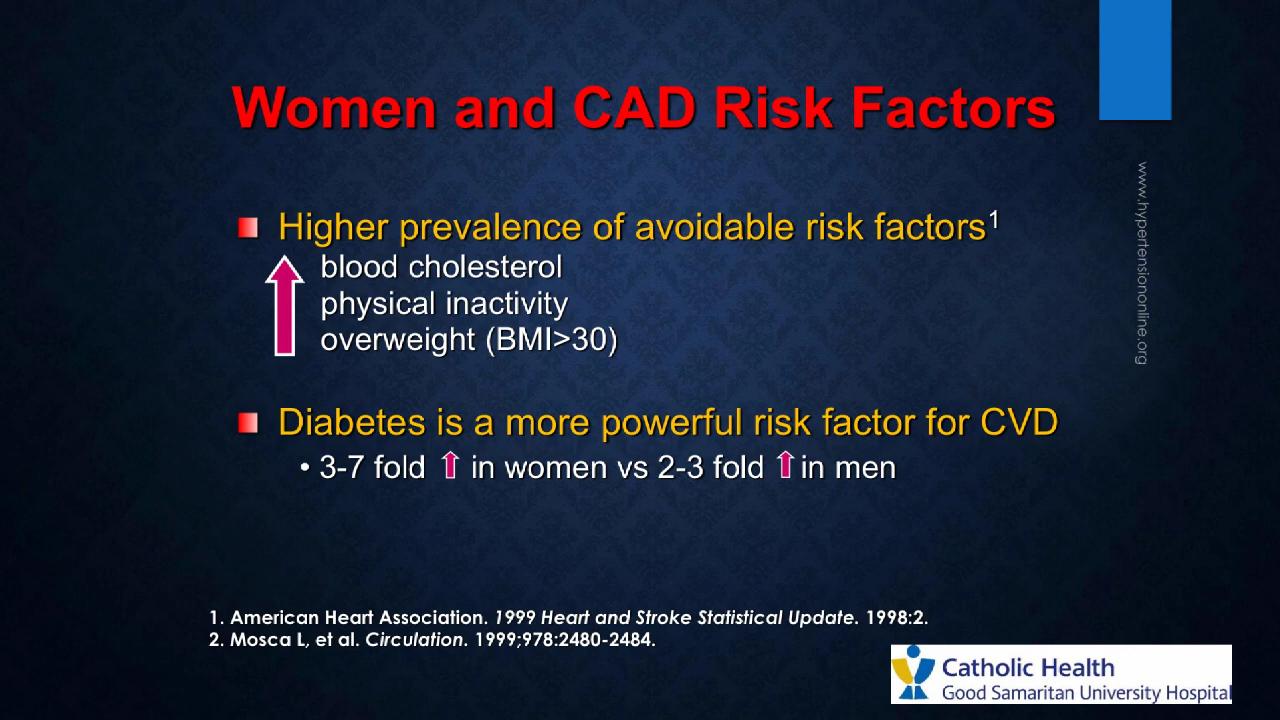 Women and CAD Risk Factors
Higher prevalence of avoidable risk factors1
blood cholesterol
physical inactivity
overweight (BMI>30)
Diabetes is a more powerful risk factor for CVD
• 3-7 fold in women vs 2-3 fold in men
1. American Heart Association. 1999 Heart and Stroke Statistical Update. 1998:2.
2. Mosca L, et al. Circulation. 1999;978:2480-2484.
www.hypertensiononline.org
Catholic Health
Good Samaritan University Hospital